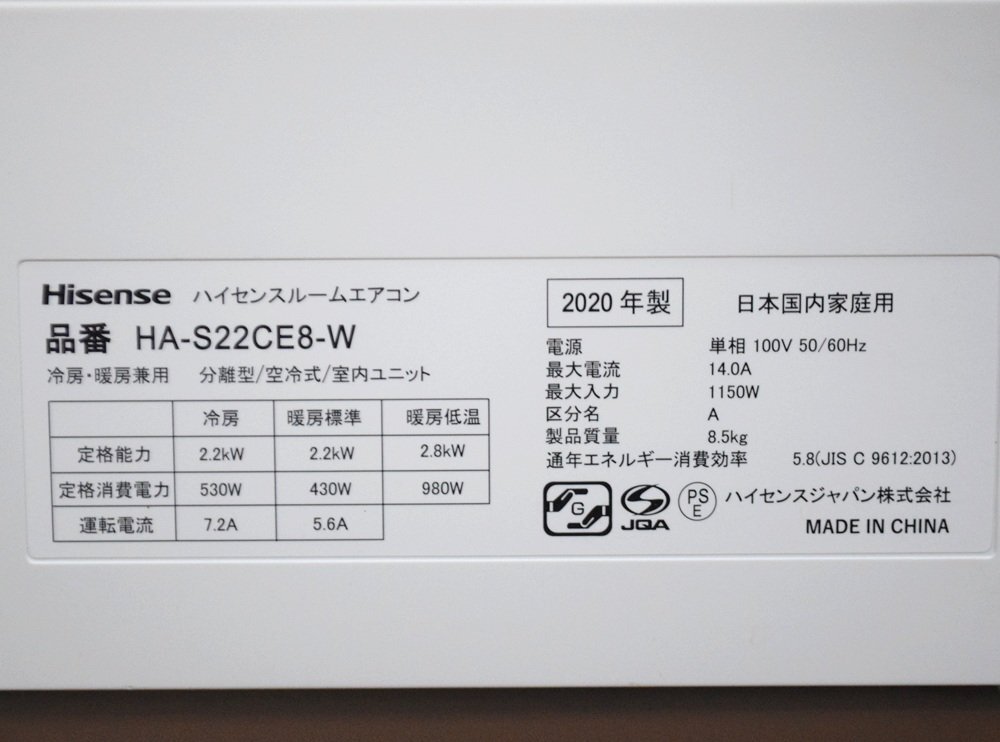 Hisense ハイセンスルームエアコン
品番 HA-S22CE8-W
冷房・暖房兼用 分離型/空冷式/室内ユニット
冷房 暖房標準 暖房低温
定格能力 2.2kW 2.2kW 2.8kW
定格消費電力 530W 430W 980W
運転電流 7.2A 5.6A
2020 年製 日本国内家庭用
電源 単相 100V 50/60Hz
最大電流 14.0A
最大入力 1150W
区分名 A
製品質量 8.5kg
通年エネルギー消費効率 5.8(JIS C 9612:2013)
G JQA PSE ハイセンスジャパン株式会社
MADE IN CHINA